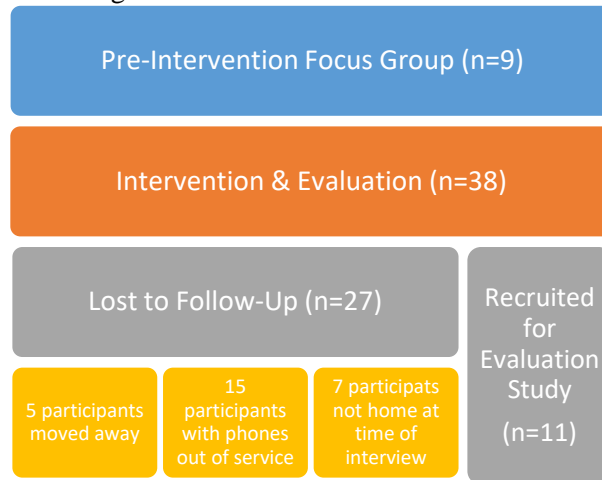 Pre-Intervention Focus Group (n=9)
Intervention & Evaluation (n=38)
Lost to Follow-Up (n=27)
5 participants
moved away
15
participants
with phones
out of service
7 participats
not home at
time of
interview
Recruited
for
Evaluation
Study
(n=11)